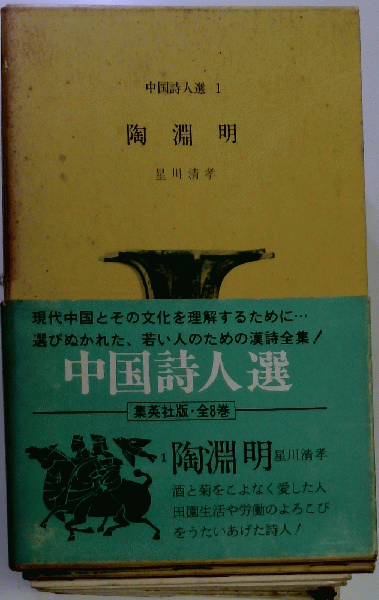 中国詩人選 1
陶淵明
星川清孝
現代中国とその文化を理解するために…
選びぬかれた、若い人のための漢詩全集!
中国詩人選
集英社版・全8巻
1 陶淵明 星川清孝
酒と菊をこよなく愛した人
田園生活や労働のよろこび
をうたいあげた詩人!